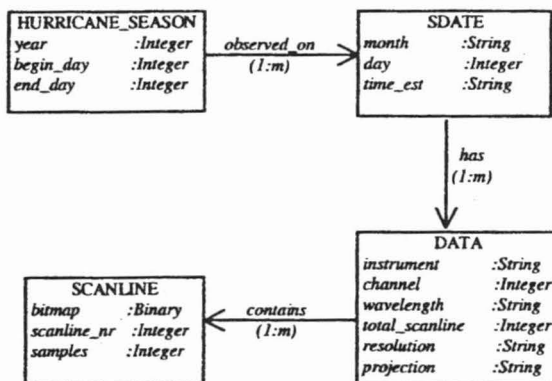 HURRICANE_SEASON
year :Integer
begin_day :Integer
end_day :Integer
observed_on
(1:m)
SDATE
month :String
day :Integer
time_est :String
has
(1:m)
DATA
instrument :String
channel :Integer
wavelength :String
total_scanline :Integer
resolution :String
projection :String
contains
(1:m)
SCANLINE
bitmap :Binary
scanline_nr :Integer
samples :Integer